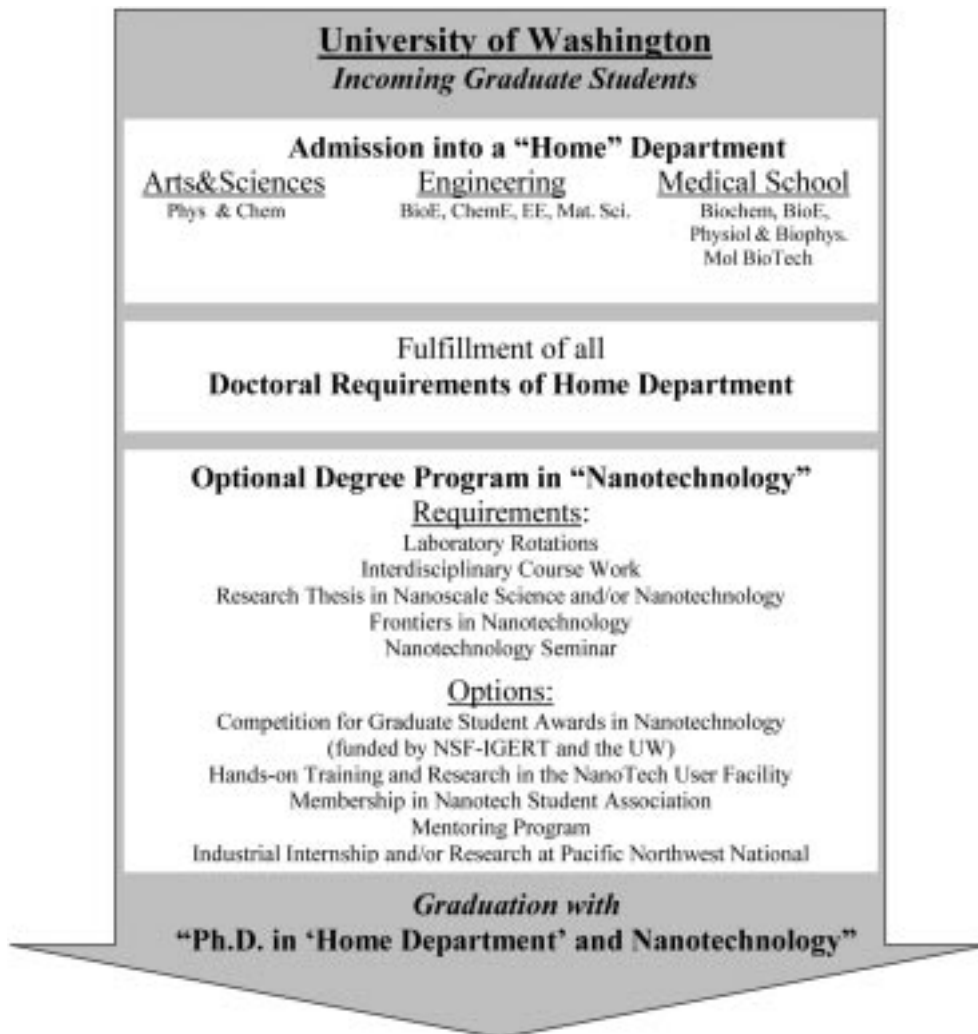 University of Washington
Incoming Graduate Students
Admission into a “Home” Department
Arts&Sciences
Phys & Chem
Engineering
BioE, ChemE, EE, Mat. Sci.
Medical School
Biochem, BioE,
Physiol & Biophys.
Mol BioTech
Fulfillment of all
Doctoral Requirements of Home Department
Optional Degree Program in “Nanotechnology”
Requirements:
Laboratory Rotations
Interdisciplinary Course Work
Research Thesis in Nanoscale Science and/or Nanotechnology
Frontiers in Nanotechnology
Nanotechnology Seminar
Options:
Competition for Graduate Student Awards in Nanotechnology
(funded by NSF-IGERT and the UW)
Hands-on Training and Research in the NanoTech User Facility
Membership in Nanotech Student Association
Mentoring Program
Industrial Internship and/or Research at Pacific Northwest National
Graduation with
“Ph.D. in ‘Home Department’ and Nanotechnology”